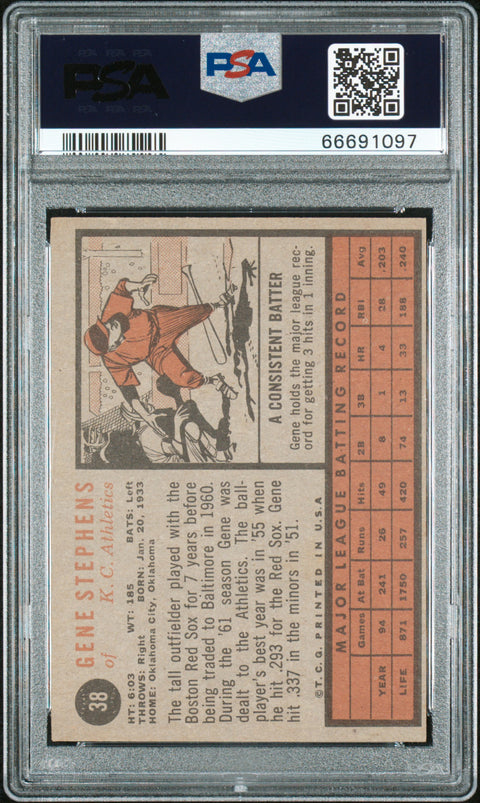 PSA
PSA
66691097
38
GENE STEPHENS
of K. C. Athletics
HT: 6:03 WT: 185 BATS: Left
THROWS: Right BORN: Jan. 20, 1933
HOME: Oklahoma City, Oklahoma
The tall outfielder played with the
Boston Red Sox for 7 years before
being traded to Baltimore in 1960.
During the '61 season Gene was
dealt to the Athletics. The ball-
player's best year was in '55 when
he hit .293 for the Red Sox. Gene
hit .337 in the minors in '51.
©T.C.G. PRINTED IN U.S.A
A CONSISTENT BATTER
Gene holds the major league rec-
ord for getting 3 hits in 1 inning.
MAJOR LEAGUE BATTING RECORD
Games At Bat Runs Hits 2B 3B HR RBI Avg
YEAR 94 241 26 49 8 1 4 28 .203
LIFE 871 1750 257 420 74 13 33 188 .240